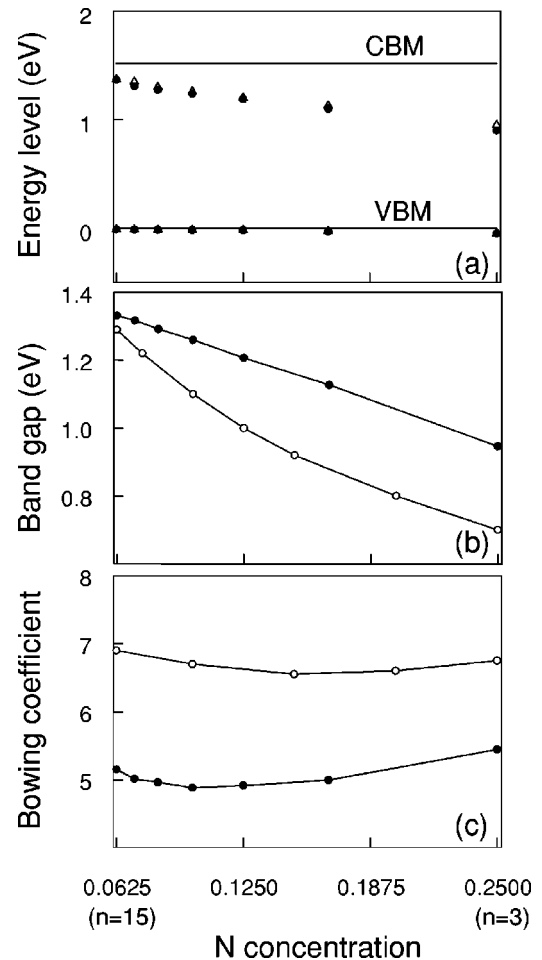 2
CBM
Energy level (eV)
1
VBM
0
(a)
1.4
1.2
Band gap (eV)
1.0
0.8
(b)
8
7
Bowing coefficient
6
5
(c)
0.0625 0.1250 0.1875 0.2500
(n=15) (n=3)
N concentration